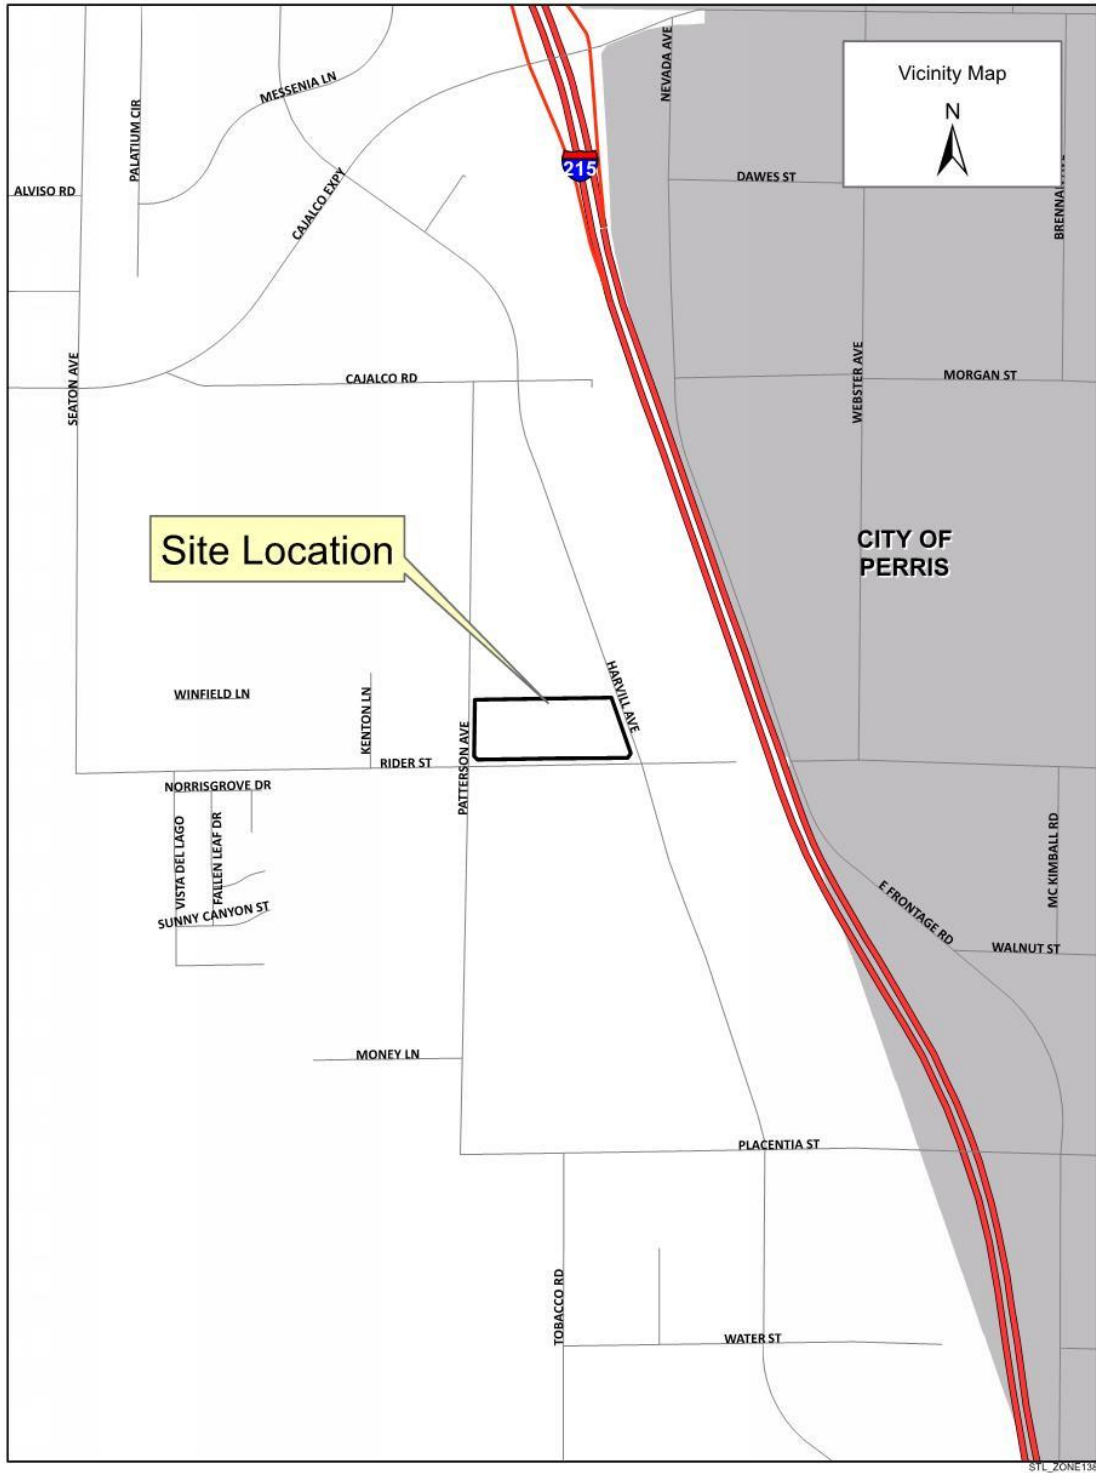 Vicinity Map
N
NEVADA AVE
MESSENIA LN
PALATIUM CIR
215
DAWES ST
ALVISO RD
CAJALCO EXPY
SEATON AVE
CAJALCO RD
WEBSTER AVE
MORGAN ST
Site Location
CITY OF
PERRIS
HARVILL AVE
WINFIELD LN
KENTON LN
PATTERSON AVE
RIDER ST
NORRISGROVE DR
VISTA DEL LAGO
FALLEN LEAF DR
MC KIMBALL RD
E FRONTAGE RD
SUNNY CANYON ST
WALNUT ST
MONEY LN
PLACENTIA ST
TOBACCO RD
WATER ST